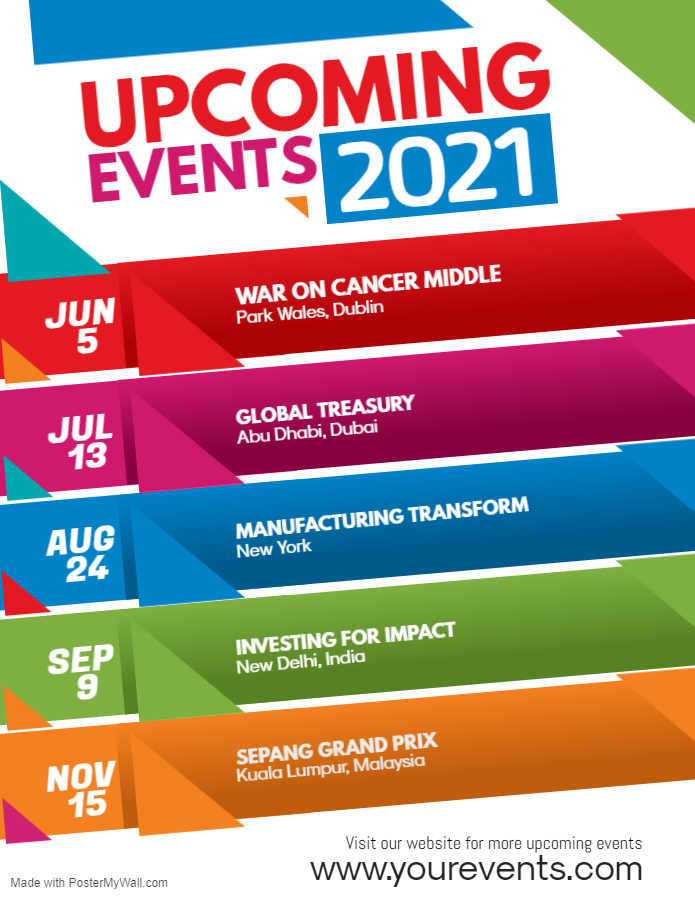 UPCOMING
EVENTS 2021
JUN
5
WAR ON CANCER MIDDLE
Park Wales, Dublin
JUL
13
GLOBAL TREASURY
Abu Dhabi, Dubai
AUG
24
MANUFACTURING TRANSFORM
New York
SEP
9
INVESTING FOR IMPACT
New Delhi, India
NOV
15
SEPANG GRAND PRIX
Kuala Lumpur, Malaysia
Visit our website for more upcoming events
www.yourevents.com
Made with PosterMyWall.com